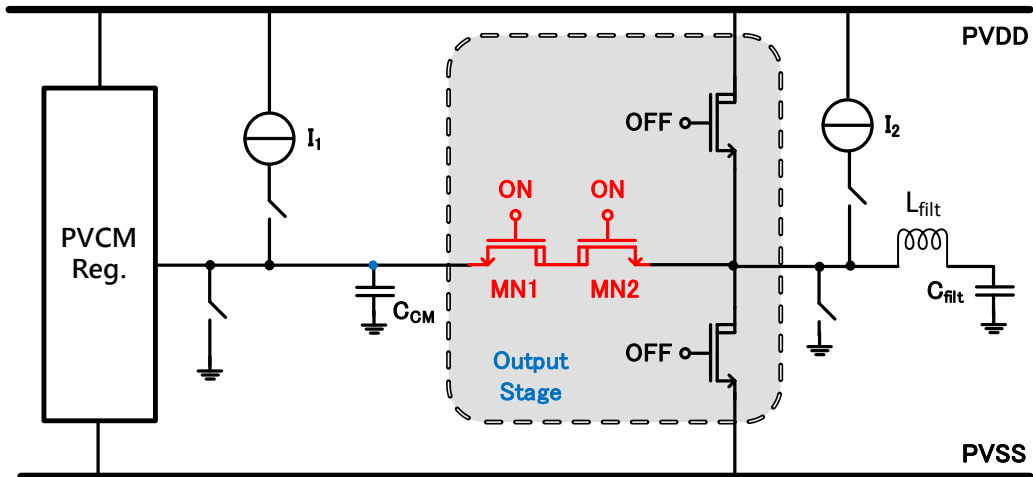 PVDD
I1
OFF
I2
ON
ON
Lfilt
PVCM
Reg.
MN1
MN2
CCM
Cfilt
OFF
Output
Stage
PVSS